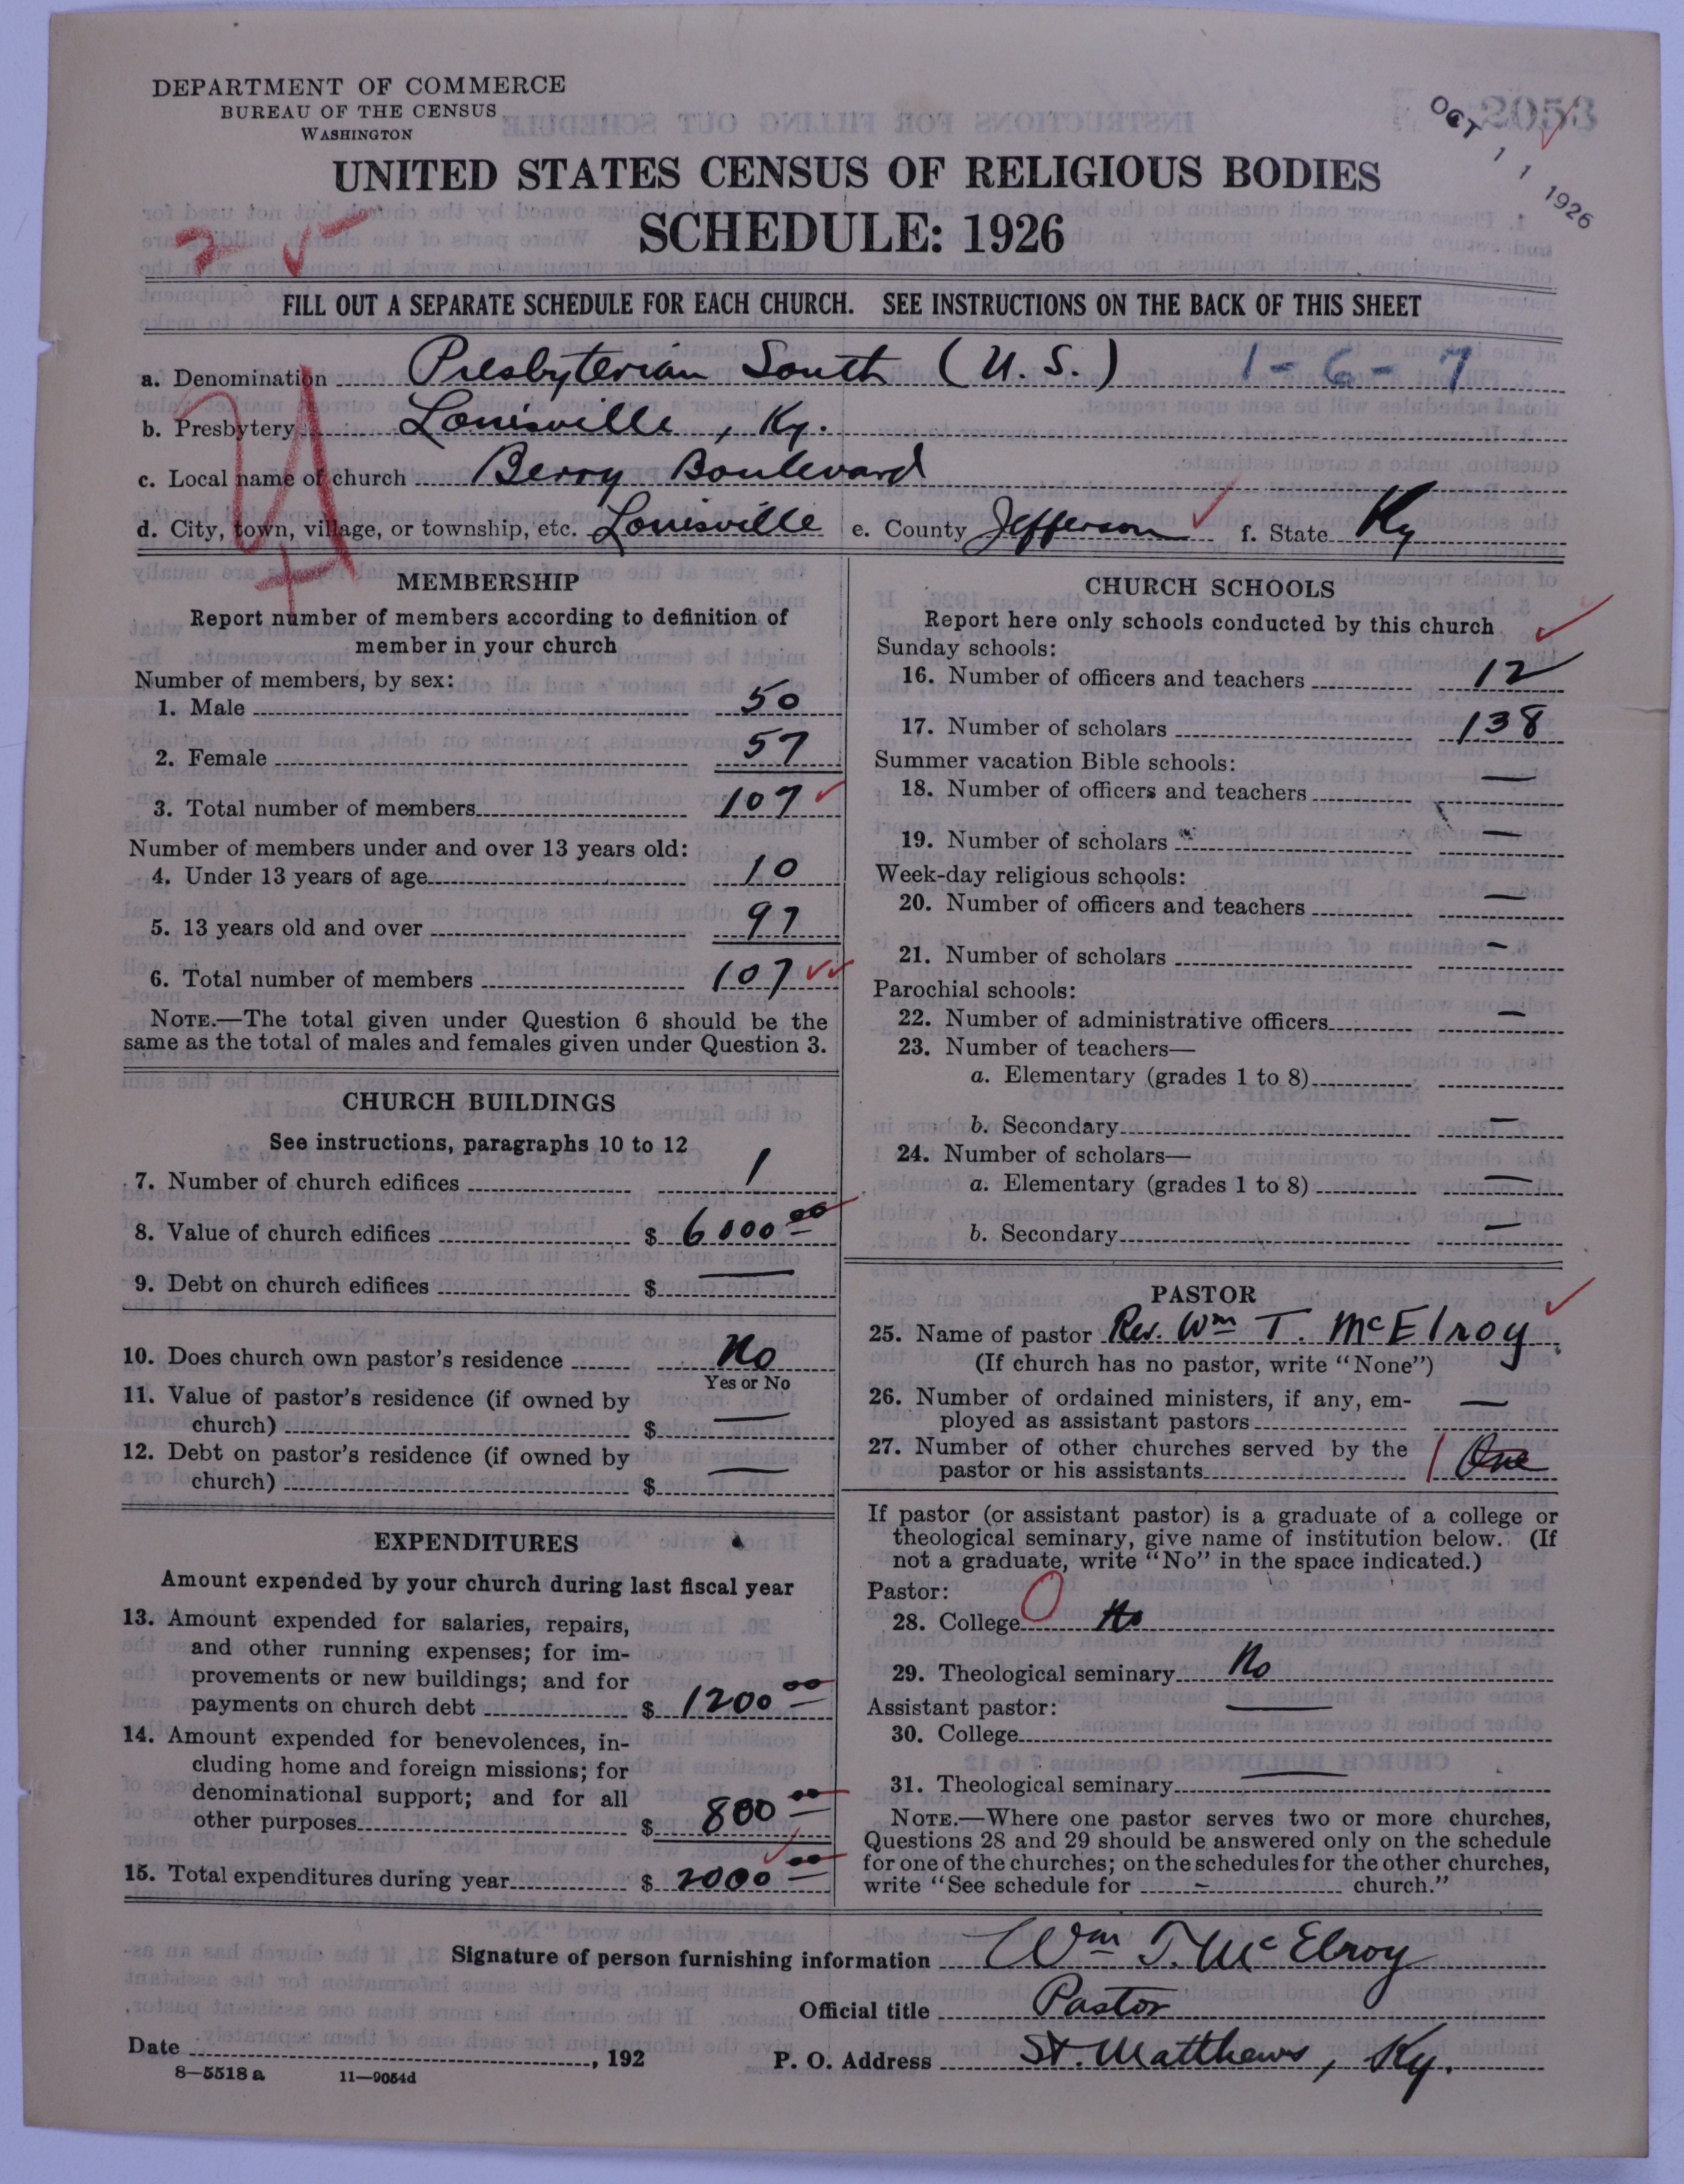 DEPARTMENT OF COMMERCE
BUREAU OF THE CENSUS
WASHINGTON
2053
OCT 11 1926
UNITED STATES CENSUS OF RELIGIOUS BODIES
SCHEDULE: 1926
FILL OUT A SEPARATE SCHEDULE FOR EACH CHURCH. SEE INSTRUCTIONS ON THE BACK OF THIS SHEET
a. Denomination Presbyterian South (U.S.) 1-6-7
b. Presbytery Louisville, Ky.
c. Local name of church Berry Boulevard
d. City, town, village, or township, etc. Louisville e. County Jefferson f. State Ky
MEMBERSHIP
Report number of members according to definition of
member in your church
Number of members, by sex:
1. Male 50
2. Female 57
3. Total number of members 107
Number of members under and over 13 years old:
4. Under 13 years of age 10
5. 13 years old and over 97
6. Total number of members 107
NOTE.—The total given under Question 6 should be the
same as the total of males and females given under Question 3.
CHURCH BUILDINGS
See instructions, paragraphs 10 to 12
7. Number of church edifices 1
8. Value of church edifices $ 6000 00
9. Debt on church edifices $ —
10. Does church own pastor's residence No
Yes or No
11. Value of pastor's residence (if owned by
church) $ —
12. Debt on pastor's residence (if owned by
church) $ —
EXPENDITURES
Amount expended by your church during last fiscal year
13. Amount expended for salaries, repairs,
and other running expenses; for im-
provements or new buildings; and for
payments on church debt $ 1200 00
14. Amount expended for benevolences, in-
cluding home and foreign missions; for
denominational support; and for all
other purposes $ 800 00
15. Total expenditures during year $ 2000 00
CHURCH SCHOOLS
Report here only schools conducted by this church
Sunday schools:
16. Number of officers and teachers 12
17. Number of scholars 138
Summer vacation Bible schools:
18. Number of officers and teachers —
19. Number of scholars —
Week-day religious schools:
20. Number of officers and teachers —
21. Number of scholars —
Parochial schools:
22. Number of administrative officers —
23. Number of teachers—
a. Elementary (grades 1 to 8)
b. Secondary —
24. Number of scholars—
a. Elementary (grades 1 to 8) —
b. Secondary —
PASTOR
25. Name of pastor Rev. Wm T. McElroy
(If church has no pastor, write "None")
26. Number of ordained ministers, if any, em-
ployed as assistant pastors —
27. Number of other churches served by the
pastor or his assistants 1 One
If pastor (or assistant pastor) is a graduate of a college or
theological seminary, give name of institution below. (If
not a graduate, write "No" in the space indicated.)
Pastor:
28. College 0 No
29. Theological seminary No
Assistant pastor:
30. College —
31. Theological seminary —
NOTE.—Where one pastor serves two or more churches,
Questions 28 and 29 should be answered only on the schedule
for one of the churches; on the schedules for the other churches,
write "See schedule for - church."
Signature of person furnishing information Wm T. McElroy
Official title Pastor
Date , 192
P. O. Address St. Matthews, Ky.
8—5518 a 11—9054d